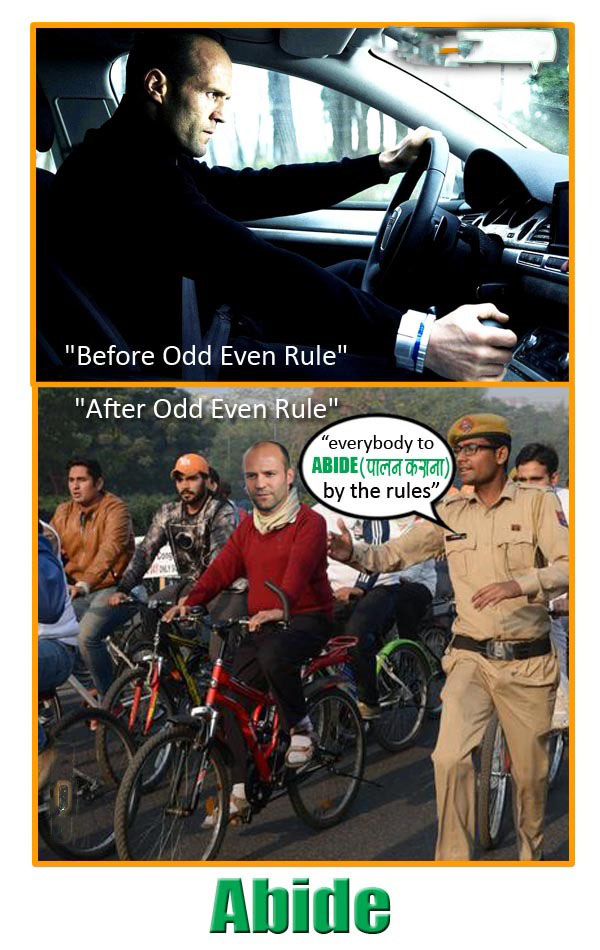 "Before Odd Even Rule"
"After Odd Even Rule"
“everybody to
ABIDE(पालन करना)
by the rules”
Abide